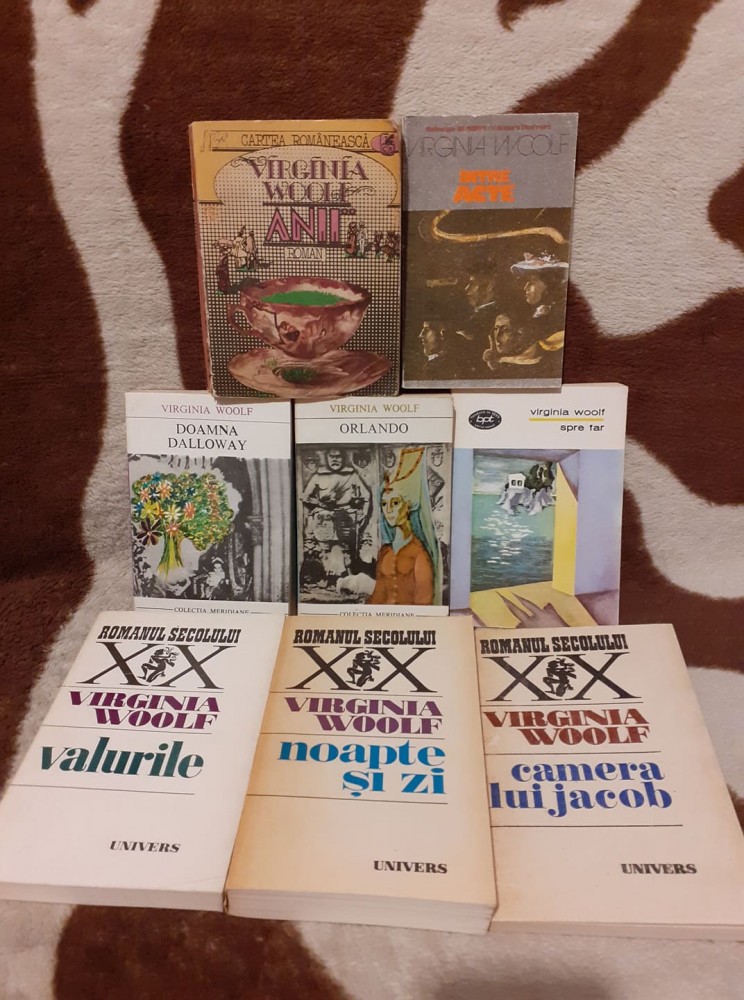 CARTEA ROMÂNEASCĂ
VIRGINIA
WOOLF
ANII
ROMAN
VIRGINIA WOOLF
INTRE
ACTE
VIRGINIA WOOLF
DOAMNA
DALLOWAY
COLECȚIA MERIDIANE
VIRGINIA WOOLF
ORLANDO
COLECȚIA MERIDIANE
bpt
virginia woolf
spre far
ROMANUL SECOLULUI
XX
VIRGINIA
WOOLF
valurile
UNIVERS
ROMANUL SECOLULUI
XX
VIRGINIA
WOOLF
noapte
și zi
UNIVERS
ROMANUL SECOLULUI
XX
VIRGINIA
WOOLF
camera
lui jacob
UNIVERS